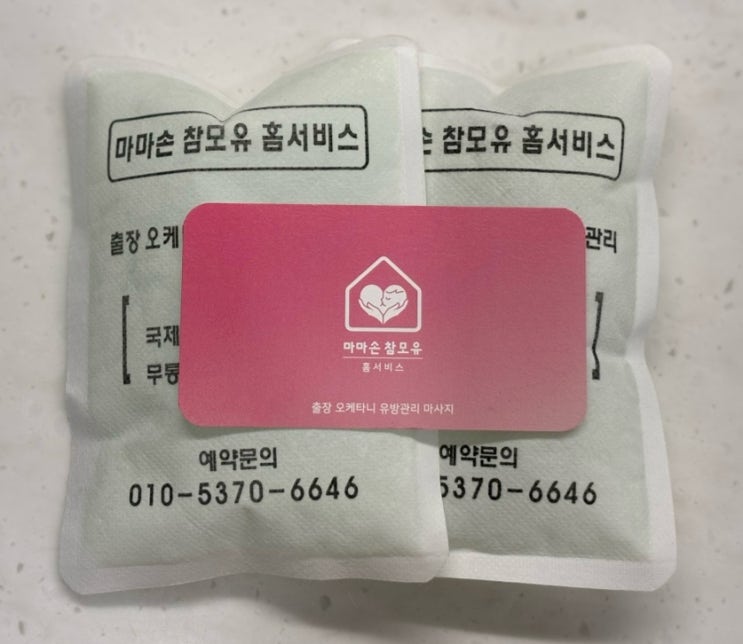 마마손 참모유 홈서비스
출장 오케
국제
무통
예약문의
010-5370-6646
손 참모유 홈서비스
관리
예약문의
5370-6646
마마손 참모유
홈서비스
출장 오케타니 유방관리 마사지